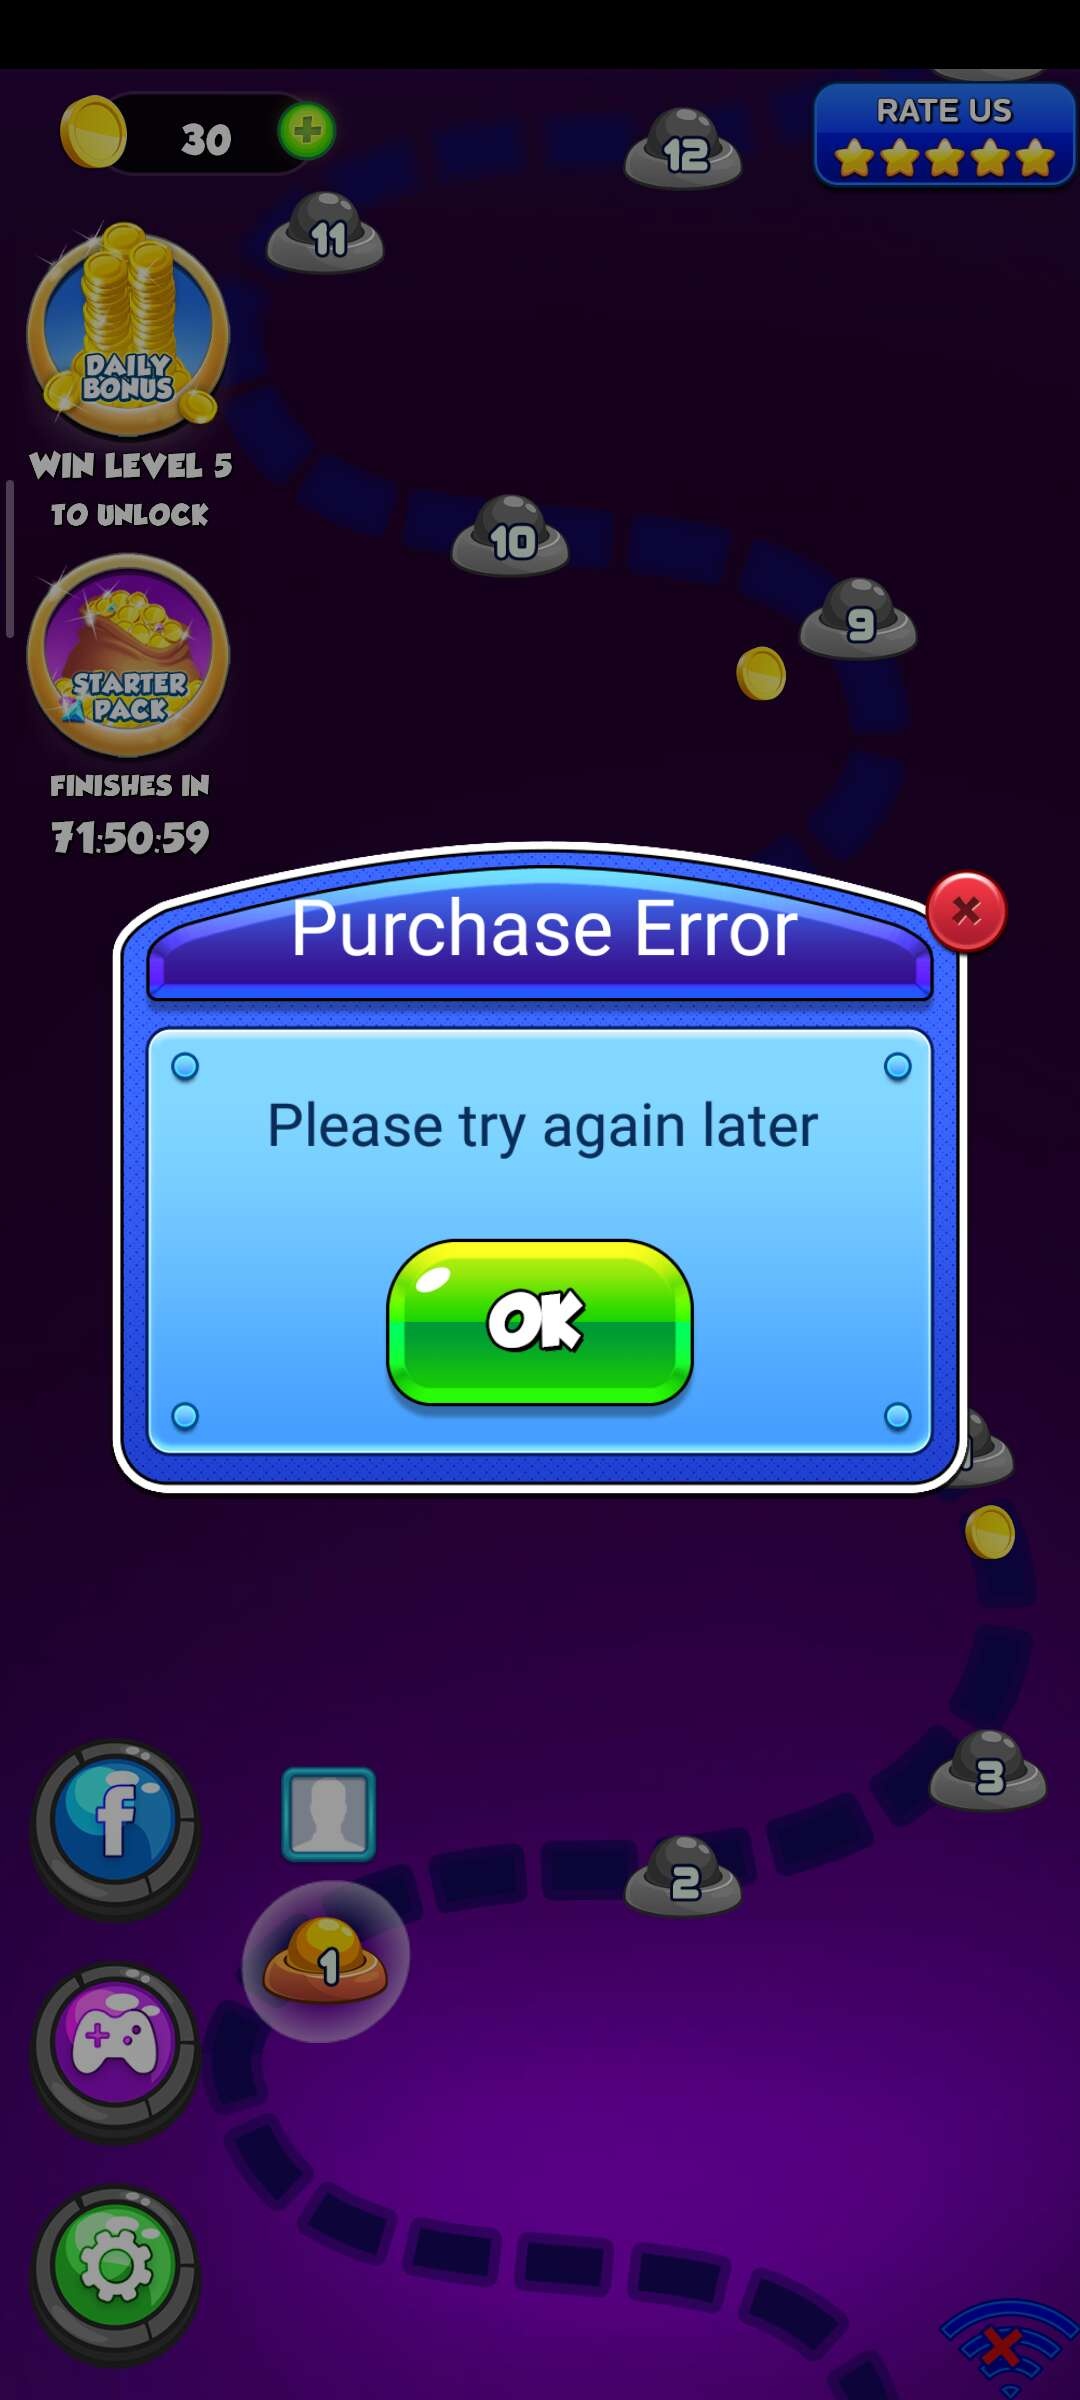 30
RATE US
12
11
DAILY
BONUS
WIN LEVEL 5
TO UNLOCK
10
9
STARTER
PACK
FINISHES IN
71:50:59
Purchase Error
Please try again later
OK
3
2
1